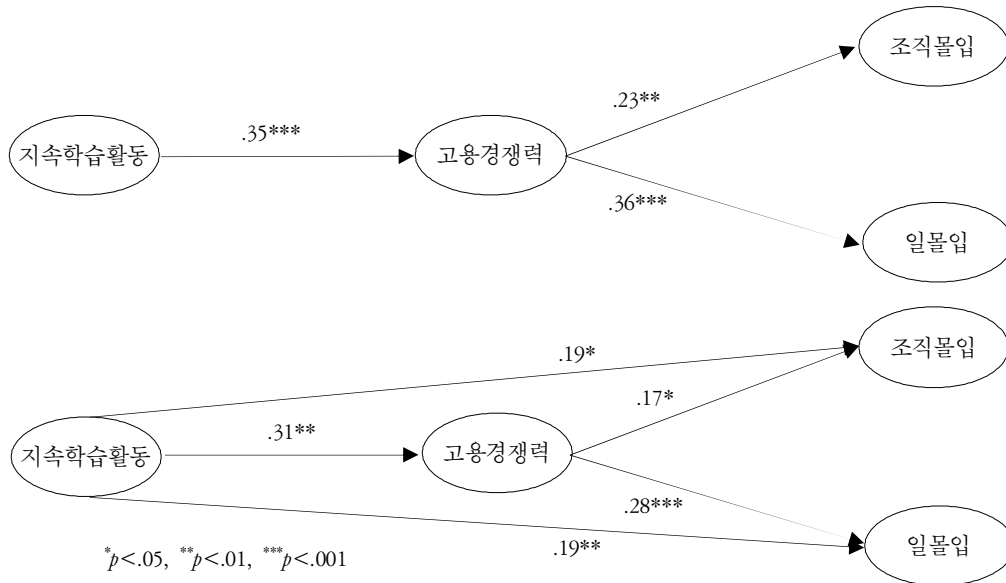 조직몰입
.23**
.35***
지속학습활동
고용경쟁력
.36***
일몰입
조직몰입
.19*
.17*
.31**
지속학습활동
고용경쟁력
.28***
.19**
일몰입
*p<.05, **p<.01, ***p<.001